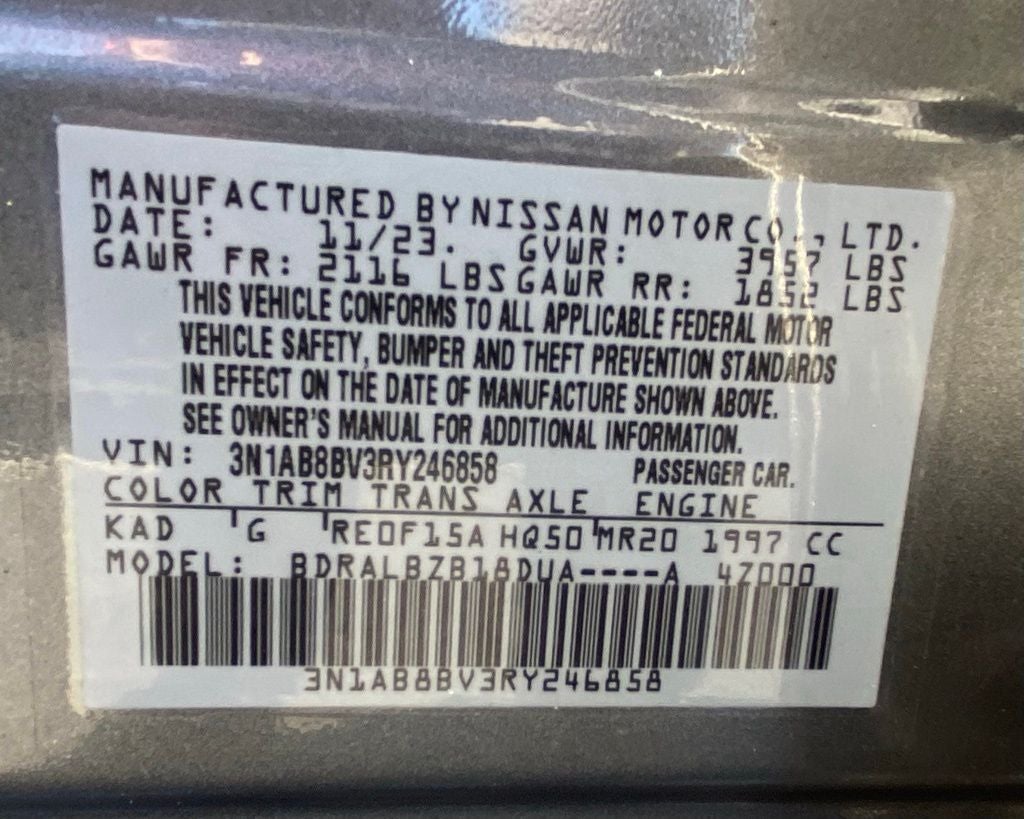 MANUFACTURED BY NISSAN MOTOR CO., LTD.
DATE: 11/23. GVWR: 3957 LBS
GAWR FR: 2116 LBS GAWR RR: 1852 LBS
THIS VEHICLE CONFORMS TO ALL APPLICABLE FEDERAL MOTOR
VEHICLE SAFETY, BUMPER AND THEFT PREVENTION STANDARDS
IN EFFECT ON THE DATE OF MANUFACTURE SHOWN ABOVE.
SEE OWNER'S MANUAL FOR ADDITIONAL INFORMATION.
VIN: 3N1AB8BV3RY246858 PASSENGER CAR.
COLOR TRIM TRANS AXLE ENGINE
KAD G RE0F15A HQ50 MR20 1997 CC
MODEL: BDRALBZB18DUA----A 4Z000
3N1AB8BV3RY246858